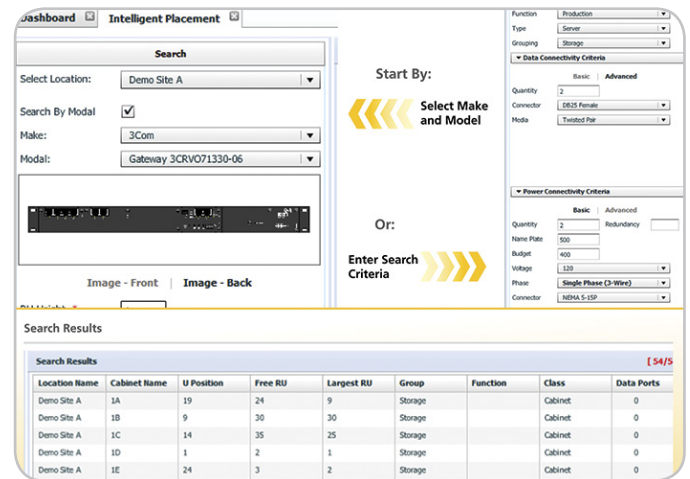 Dashboard
Intelligent Placement
Search
Select Location: Demo Site A
Search By Modal
Make: 3Com
Modal: Gateway 3CRVO71330-06
Image - Front | Image - Back
RU Height: *
Start By:
Select Make
and Model
Or:
Enter Search
Criteria
Function Production
Type Server
Grouping Storage
Data Connectivity Criteria
Basic | Advanced
Quantity 2
Connector DB25 Female
Media Twisted Pair
Power Connectivity Criteria
Basic | Advanced
Quantity 2 Redundancy
Name Plate 500
Budget 400
Voltage 120
Phase Single Phase (3-Wire)
Connector NEMA 5-15P
Search Results
Search Results [ 54/5
Location Name Cabinet Name U Position Free RU Largest RU Group Function Class Data Ports
Demo Site A 1A 19 24 9 Storage Cabinet 0
Demo Site A 1B 9 30 30 Storage Cabinet 0
Demo Site A 1C 14 35 25 Storage Cabinet 0
Demo Site A 1D 1 2 1 Storage Cabinet 0
Demo Site A 1E 24 3 2 Storage Cabinet 0